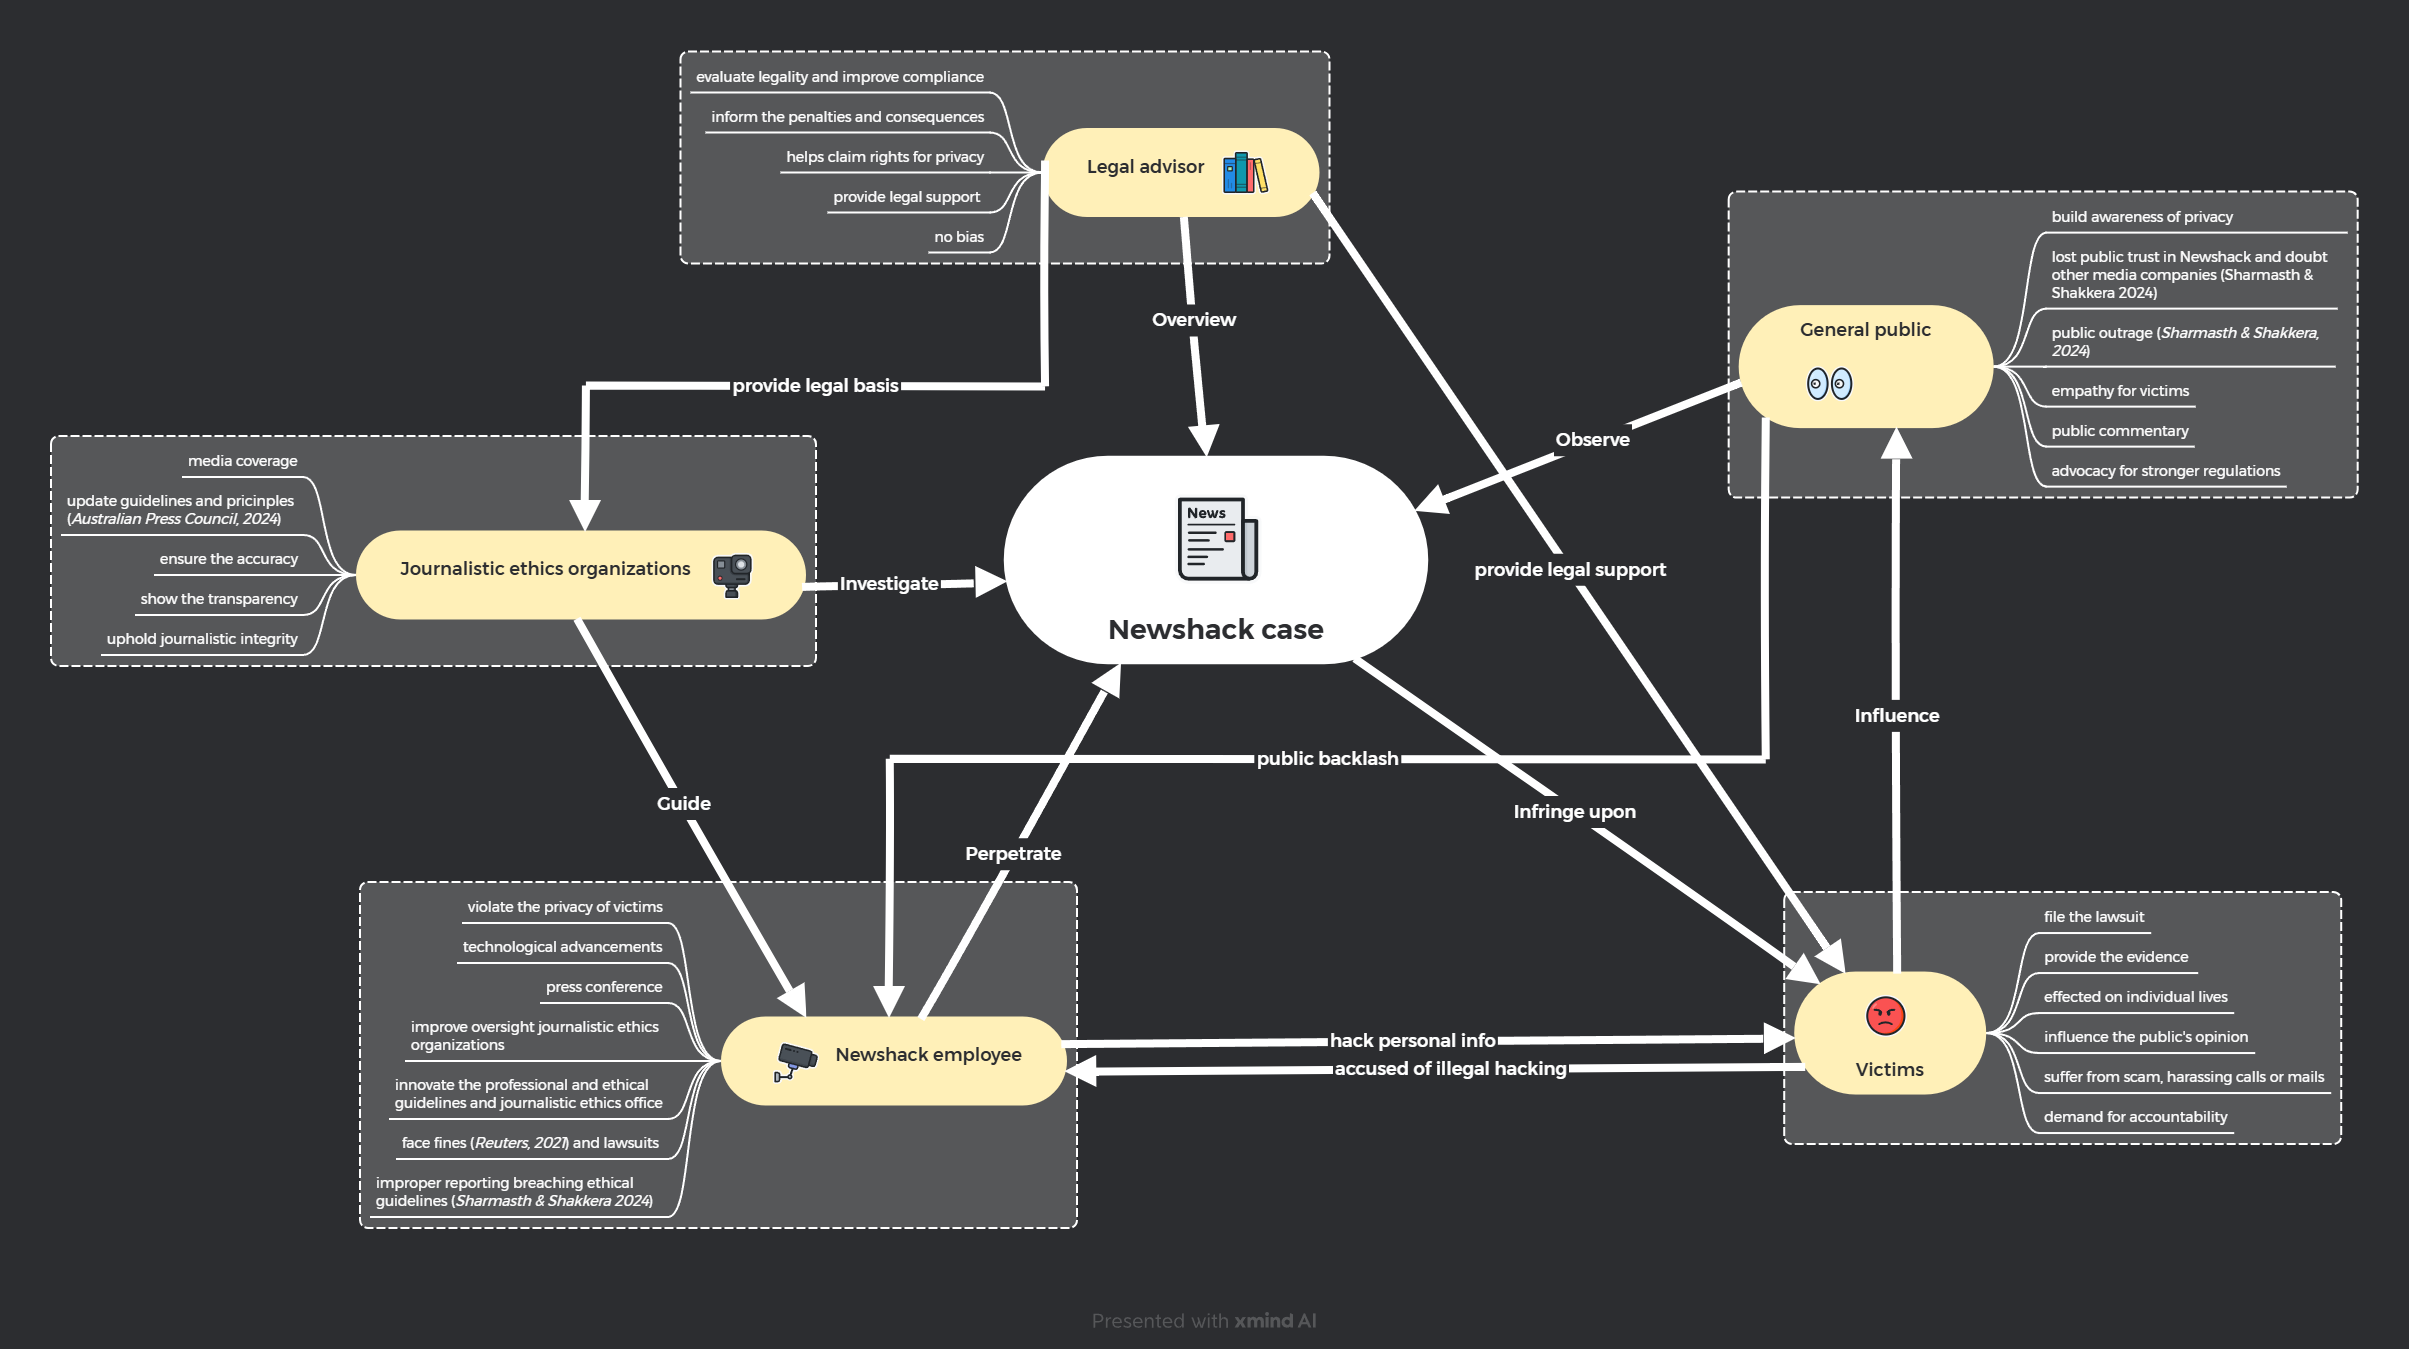 evaluate legality and improve compliance
inform the penalties and consequences
helps claim rights for privacy
provide legal support
no bias
Legal advisor
build awareness of privacy
lost public trust in Newshack and doubt
other media companies (Sharmasth &
Shakkera 2024)
public outrage (Sharmasth & Shakkera,
2024)
empathy for victims
public commentary
advocacy for stronger regulations
General public
Overview
provide legal basis
Observe
media coverage
update guidelines and pricinples
(Australian Press Council, 2024)
ensure the accuracy
show the transparency
uphold journalistic integrity
Journalistic ethics organizations
Investigate
News
Newshack case
provide legal support
Influence
public backlash
Guide
Perpetrate
Infringe upon
violate the privacy of victims
technological advancements
press conference
improve oversight journalistic ethics
organizations
innovate the professional and ethical
guidelines and journalistic ethics office
face fines (Reuters, 2021) and lawsuits
improper reporting breaching ethical
guidelines (Sharmasth & Shakkera 2024)
Newshack employee
hack personal info
accused of illegal hacking
Victims
file the lawsuit
provide the evidence
effected on individual lives
influence the public's opinion
suffer from scam, harassing calls or mails
demand for accountability
Presented with xmind AI